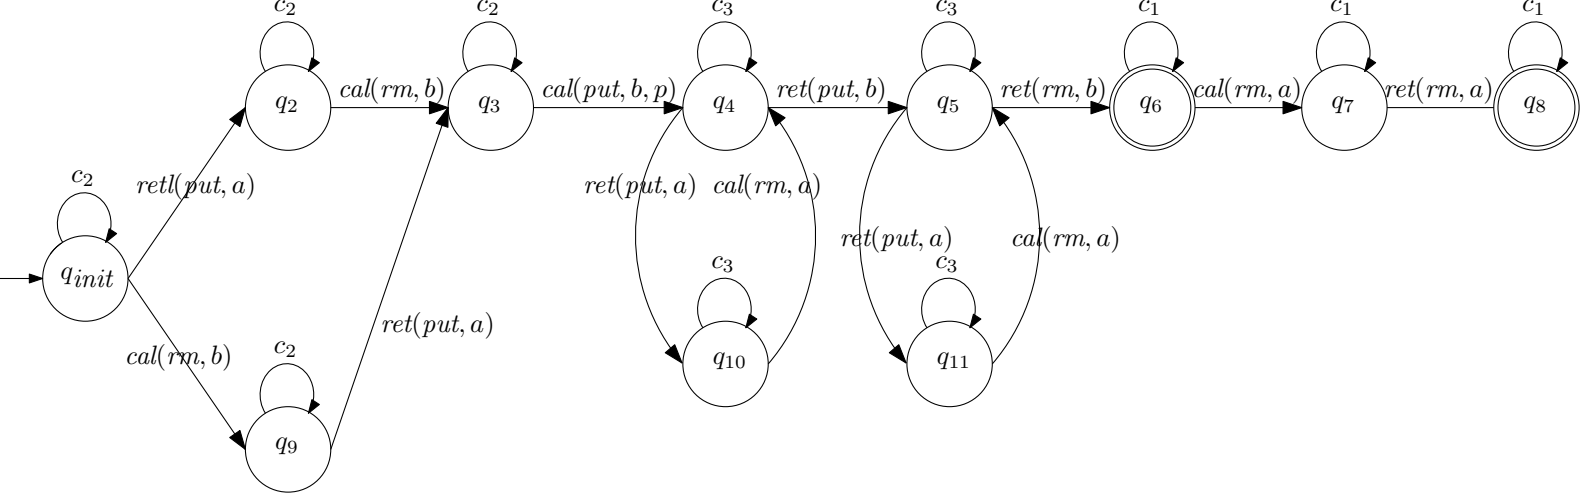 c2 c2 c3 c3 c1 c1 c1
cal(rm, b) cal(put, b, p) ret(put, b) ret(rm, b) cal(rm, a) ret(rm, a)
q2 q3 q4 q5 q6 q7 q8
c2 retl(put, a) ret(put, a) cal(rm, a)
ret(put, a) cal(rm, a)
qinit c3 c3
ret(put, a)
cal(rm, b) c2 q10 q11
q9